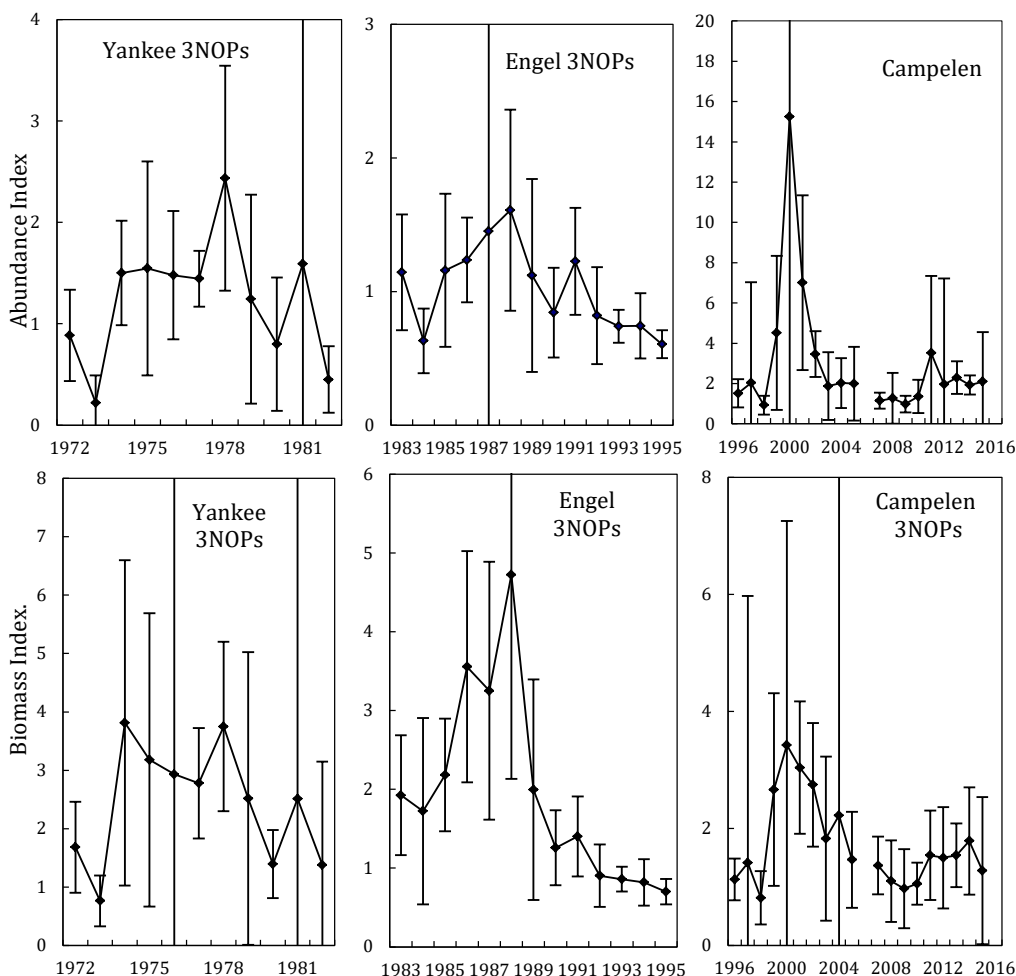 Yankee 3NOPs
Abundance Index
4
3
2
1
0
1972 1975 1978 1981
Engel 3NOPs
3
2
1
0
1983 1985 1987 1989 1991 1993 1995
Campelen
20
18
16
14
12
10
8
6
4
2
0
1996 2000 2004 2008 2012 2016
Yankee
3NOPs
Biomass Index.
8
7
6
5
4
3
2
1
0
1972 1975 1978 1981
Engel
3NOPs
6
5
4
3
2
1
0
1983 1985 1987 1989 1991 1993 1995
Campelen
3NOPs
8
6
4
2
0
1996 2000 2004 2008 2012 2016